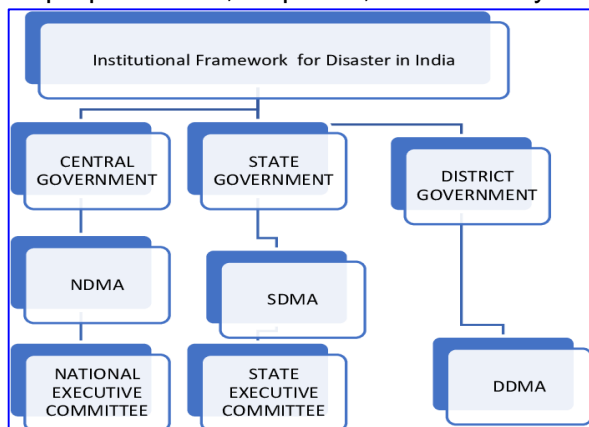 Institutional Framework for Disaster in India
CENTRAL
GOVERNMENT
STATE
GOVERNMENT
DISTRICT
GOVERNMENT
NDMA
SDMA
NATIONAL
EXECUTIVE
COMMITTEE
STATE
EXECUTIVE
COMMITTEE
DDMA